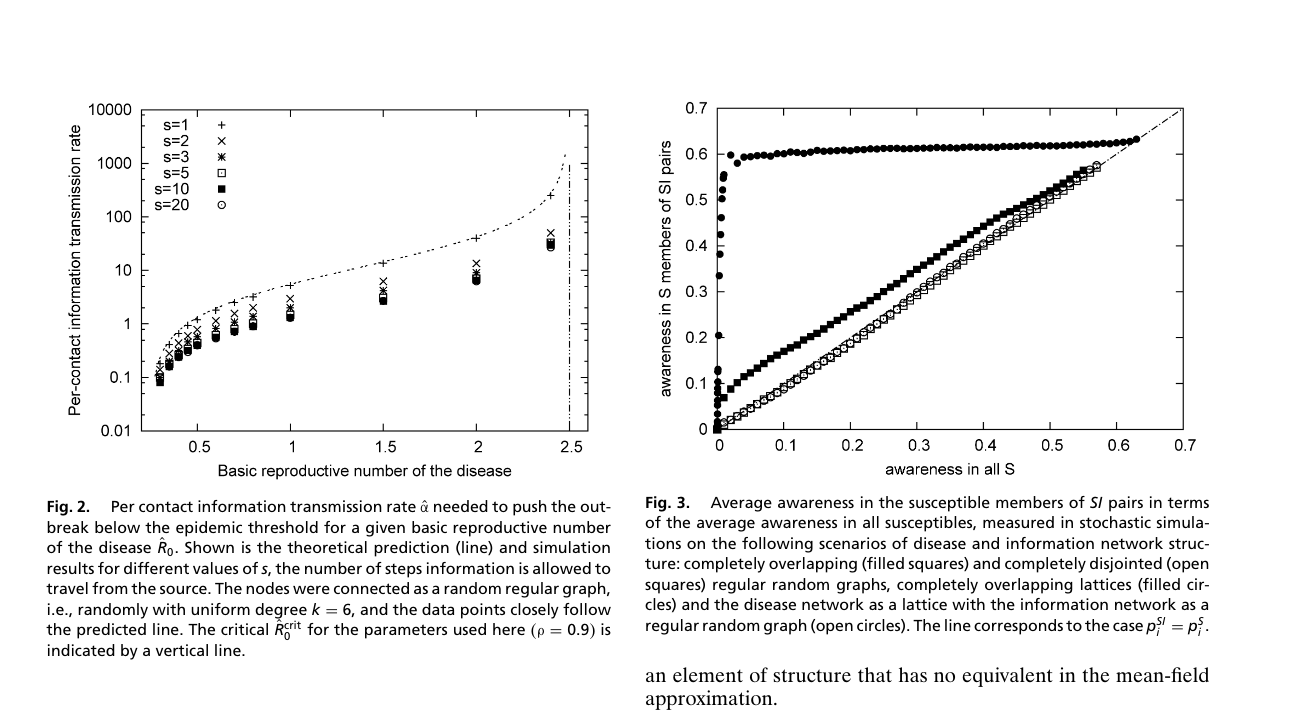 10000
1000
100
10
1
0.1
0.01
s=1
s=2
s=3
s=5
s=10
s=20
Per-contact information transmission rate
0.5
1
1.5
2
2.5
Basic reproductive number of the disease
Fig. 2. Per contact information transmission rate α̂ needed to push the out-
break below the epidemic threshold for a given basic reproductive number
of the disease R̂₀. Shown is the theoretical prediction (line) and simulation
results for different values of s, the number of steps information is allowed to
travel from the source. The nodes were connected as a random regular graph,
i.e., randomly with uniform degree k = 6, and the data points closely follow
the predicted line. The critical R̂₀ᶜʳⁱᵗ for the parameters used here (ρ = 0.9) is
indicated by a vertical line.
0.7
0.6
0.5
0.4
0.3
0.2
0.1
0
awareness in S members of SI pairs
0
0.1
0.2
0.3
0.4
0.5
0.6
0.7
awareness in all S
Fig. 3. Average awareness in the susceptible members of SI pairs in terms
of the average awareness in all susceptibles, measured in stochastic simula-
tions on the following scenarios of disease and information network struc-
ture: completely overlapping (filled squares) and completely disjointed (open
squares) regular random graphs, completely overlapping lattices (filled cir-
cles) and the disease network as a lattice with the information network as a
regular random graph (open circles). The line corresponds to the case pᵢˢᴵ = pᵢˢ.
an element of structure that has no equivalent in the mean-field
approximation.